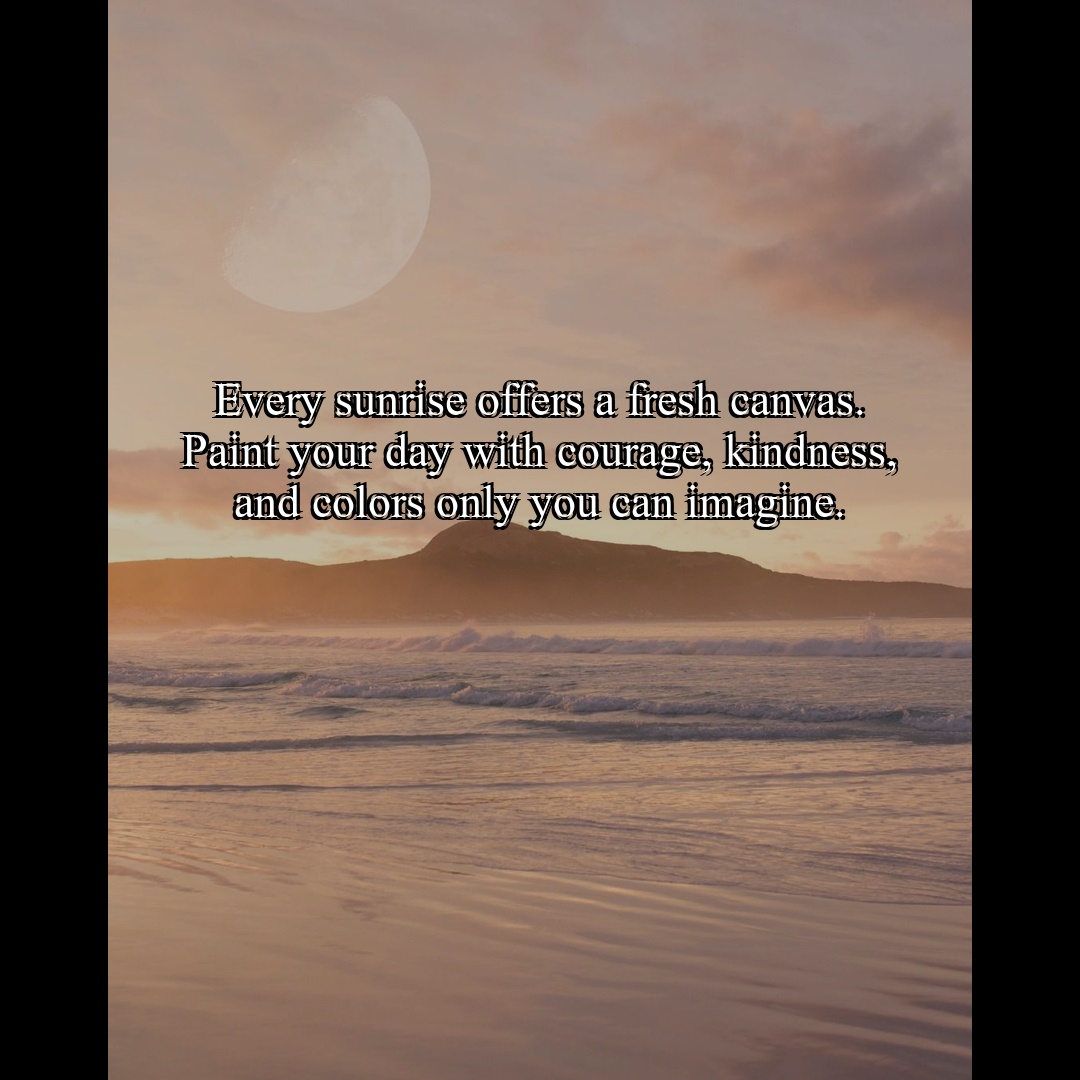 Every sunrise offers a fresh canvas.
Paint your day with courage, kindness,
and colors only you can imagine.